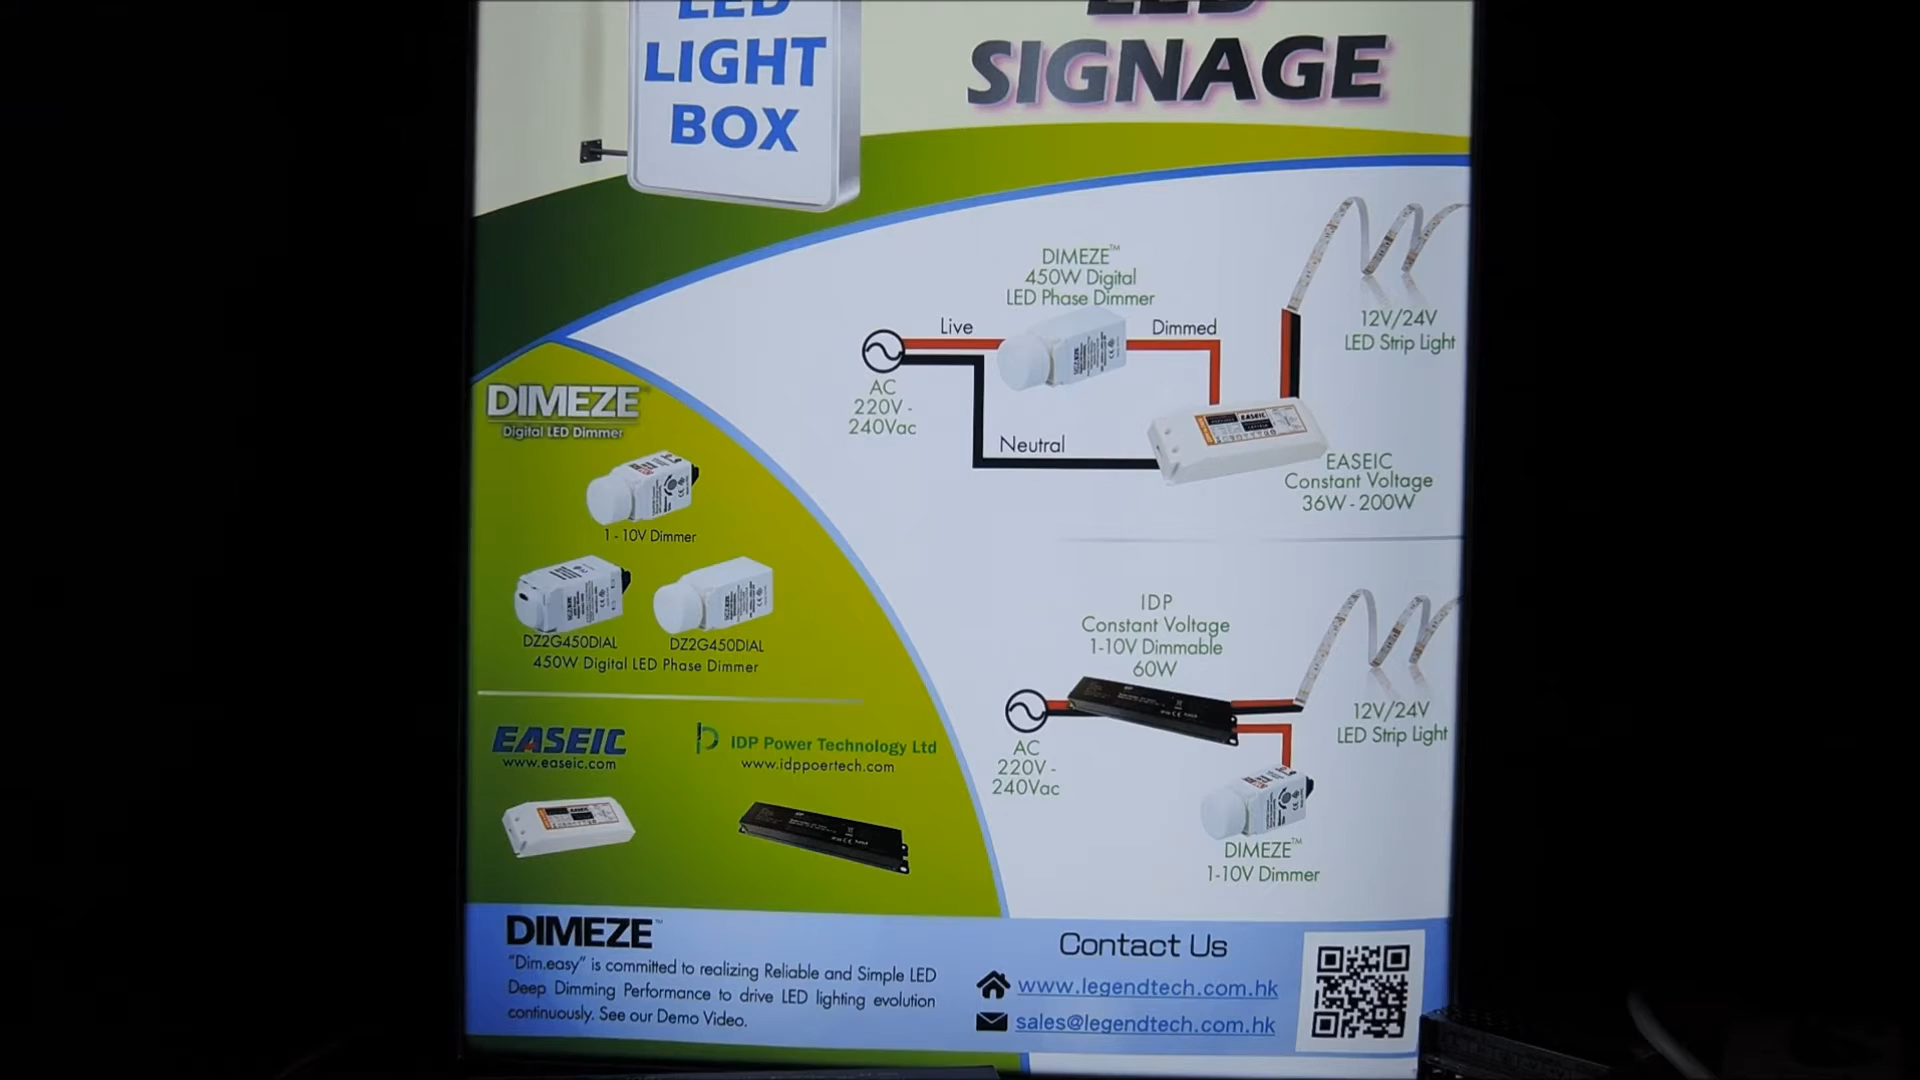 LED
LIGHT
BOX
LED
SIGNAGE
DIMEZE™
450W Digital
LED Phase Dimmer
Live
Dimmed
12V/24V
LED Strip Light
AC
220V -
240Vac
Neutral
EASEIC
EASEIC
Constant Voltage
36W - 200W
DIMEZE
Digital LED Dimmer
1 - 10V Dimmer
DZ2G450DIAL
DZ2G450DIAL
450W Digital LED Phase Dimmer
IDP
Constant Voltage
1-10V Dimmable
60W
12V/24V
LED Strip Light
AC
220V -
240Vac
DIMEZE™
1-10V Dimmer
EASEIC
www.easeic.com
IDP Power Technology Ltd
www.idppoertech.com
EASEIC
DIMEZE™
"Dim.easy" is committed to realizing Reliable and Simple LED
Deep Dimming Performance to drive LED lighting evolution
continuously. See our Demo Video.
Contact Us
www.legendtech.com.hk
sales@legendtech.com.hk